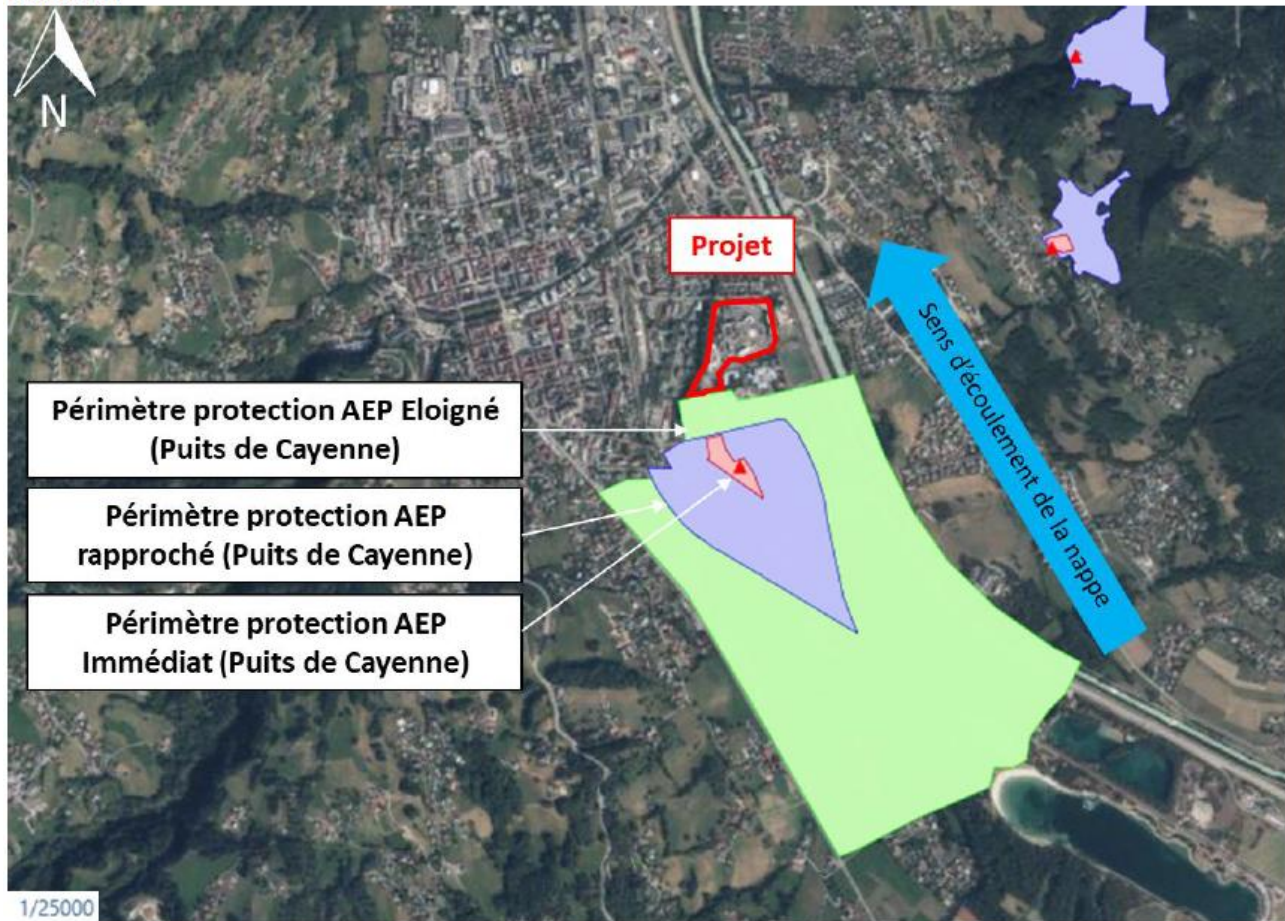 N
Projet
Sens d'écoulement de la nappe
Périmètre protection AEP Eloigné
(Puits de Cayenne)
Périmètre protection AEP
rapproché (Puits de Cayenne)
Périmètre protection AEP
Immédiat (Puits de Cayenne)
1/25000